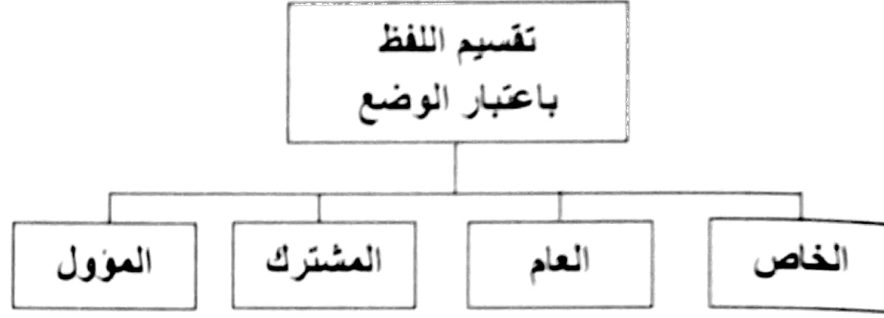 تقسيم اللفظ
باعتبار الوضع
الخاص
العام
المشترك
المؤول